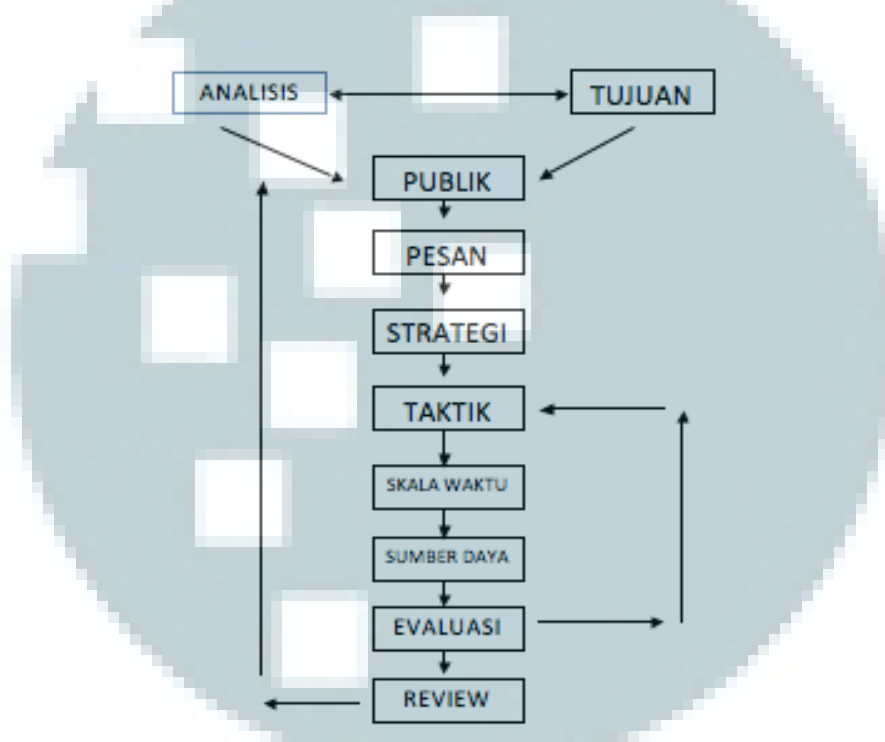 ANALISIS
TUJUAN
PUBLIK
PESAN
STRATEGI
TAKTIK
SKALA WAKTU
SUMBER DAYA
EVALUASI
REVIEW